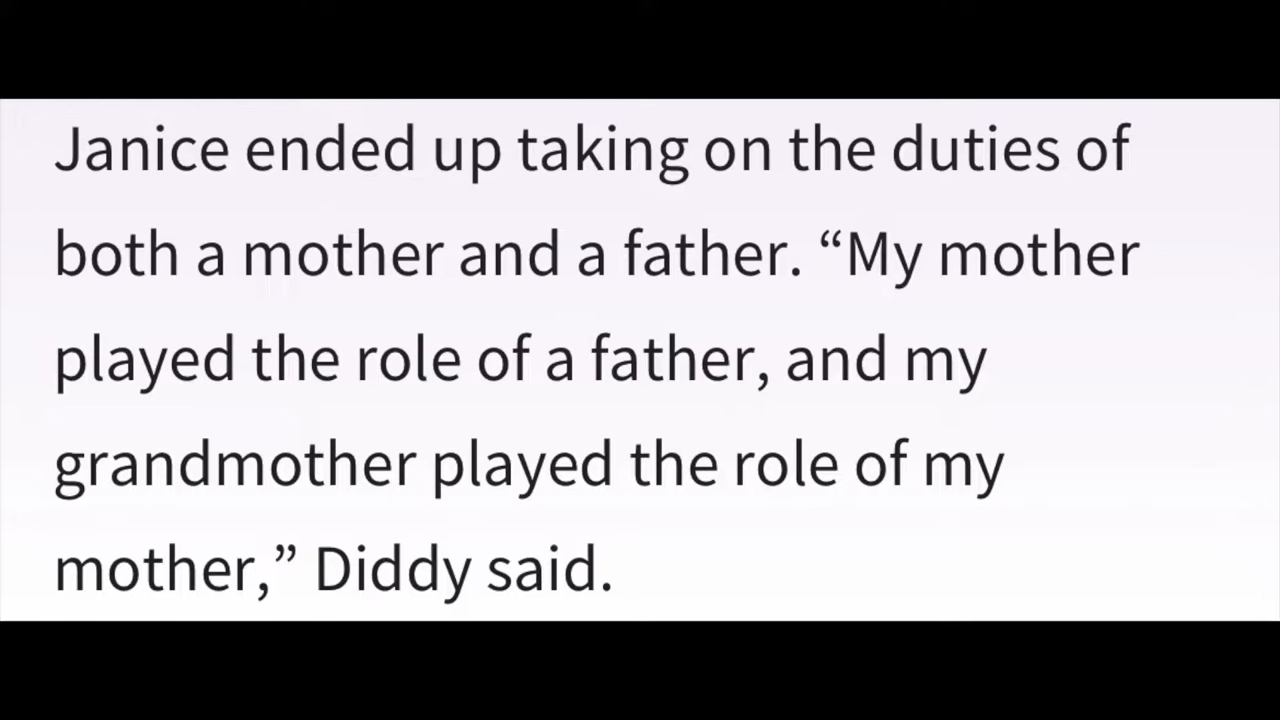 Janice ended up taking on the duties of
both a mother and a father. “My mother
played the role of a father, and my
grandmother played the role of my
mother,” Diddy said.